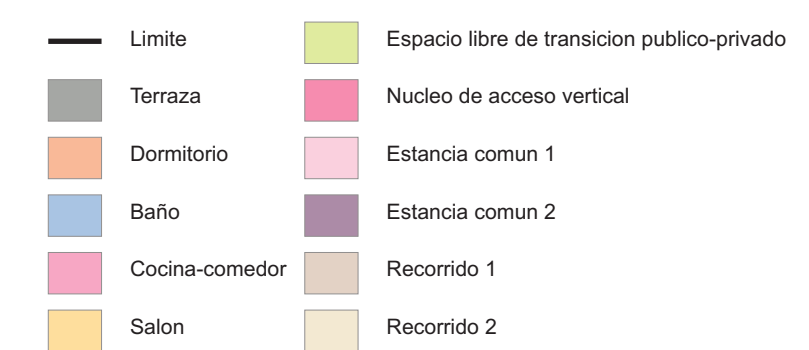 Limite
Terraza
Dormitorio
Baño
Cocina-comedor
Salon
Espacio libre de transicion publico-privado
Nucleo de acceso vertical
Estancia comun 1
Estancia comun 2
Recorrido 1
Recorrido 2